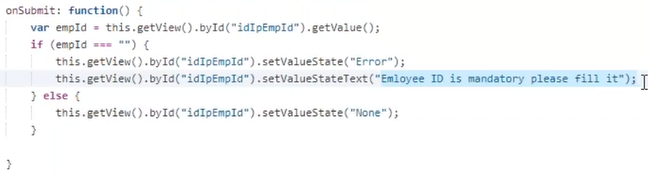 onSubmit: function() {
var empId = this.getView().byId("idIpEmpId").getValue();
if (empId === "") {
this.getView().byId("idIpEmpId").setValueState("Error");
this.getView().byId("idIpEmpId").setValueStateText("Emloyee ID is mandatory please fill it");
} else {
this.getView().byId("idIpEmpId").setValueState("None");
}
}